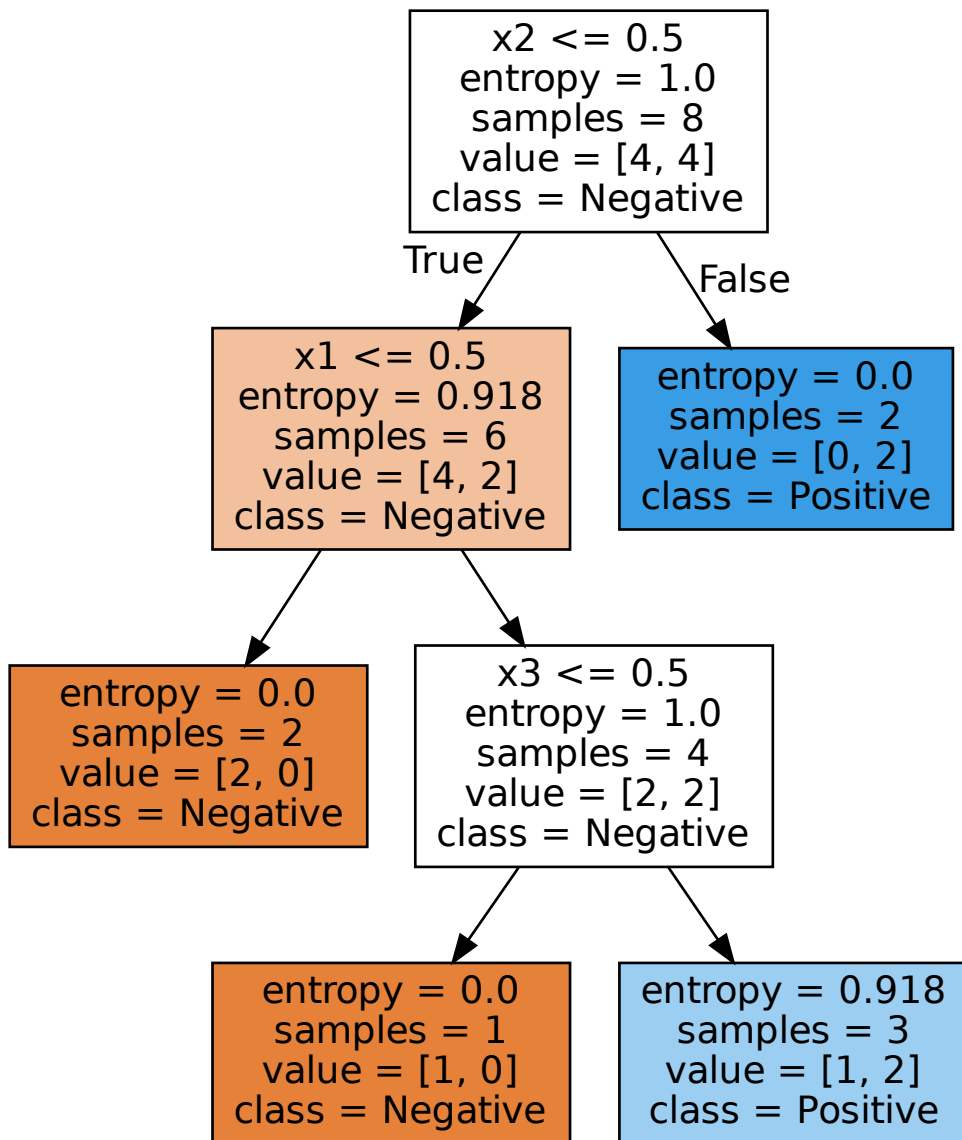 x2 <= 0.5
entropy = 1.0
samples = 8
value = [4, 4]
class = Negative
True
False
x1 <= 0.5
entropy = 0.918
samples = 6
value = [4, 2]
class = Negative
entropy = 0.0
samples = 2
value = [0, 2]
class = Positive
entropy = 0.0
samples = 2
value = [2, 0]
class = Negative
x3 <= 0.5
entropy = 1.0
samples = 4
value = [2, 2]
class = Negative
entropy = 0.0
samples = 1
value = [1, 0]
class = Negative
entropy = 0.918
samples = 3
value = [1, 2]
class = Positive